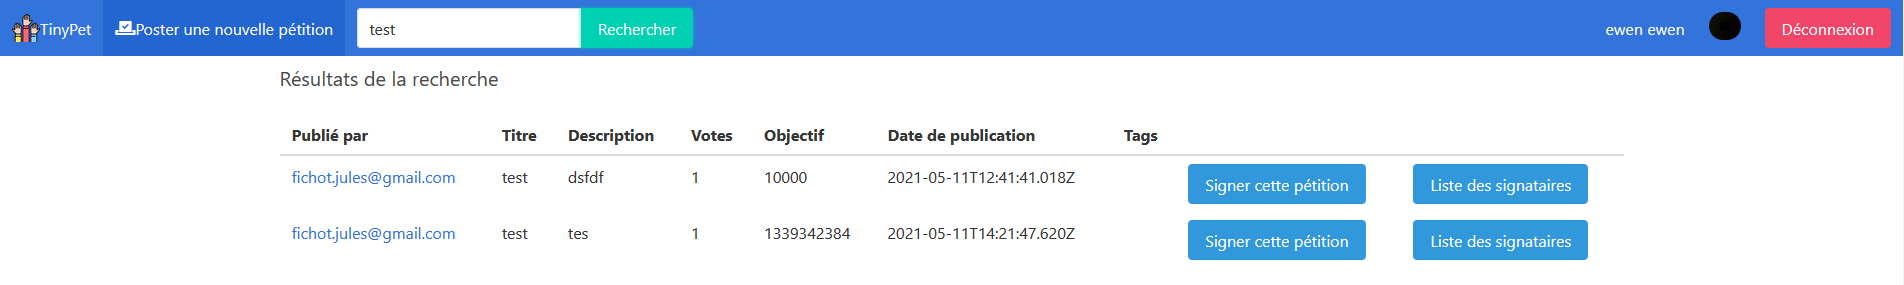 TinyPet Poster une nouvelle pétition test Rechercher ewen ewen Déconnexion
Résultats de la recherche
Publié par Titre Description Votes Objectif Date de publication Tags
fichot.jules@gmail.com test dsfdf 1 10000 2021-05-11T12:41:41.018Z Signer cette pétition Liste des signataires
fichot.jules@gmail.com test tes 1 1339342384 2021-05-11T14:21:47.620Z Signer cette pétition Liste des signataires